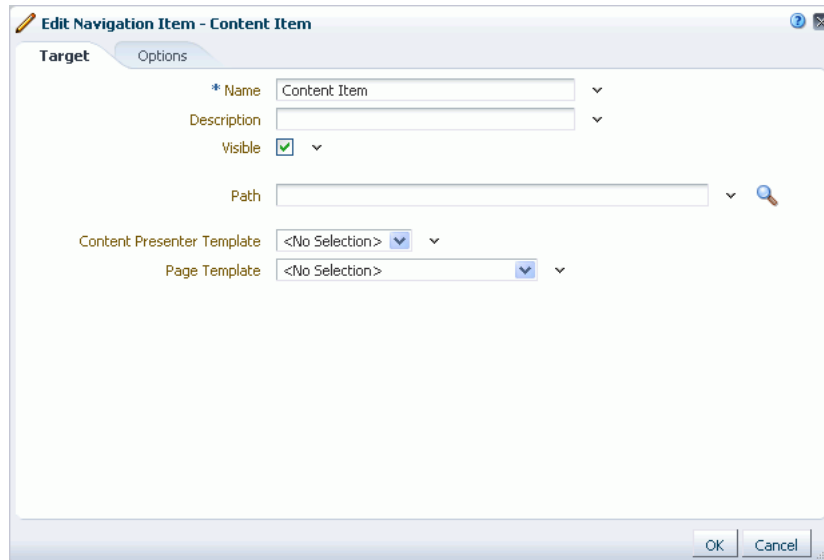 Edit Navigation Item - Content Item
Target Options
* Name Content Item
Description
Visible
Path
Content Presenter Template <No Selection>
Page Template <No Selection>
OK Cancel